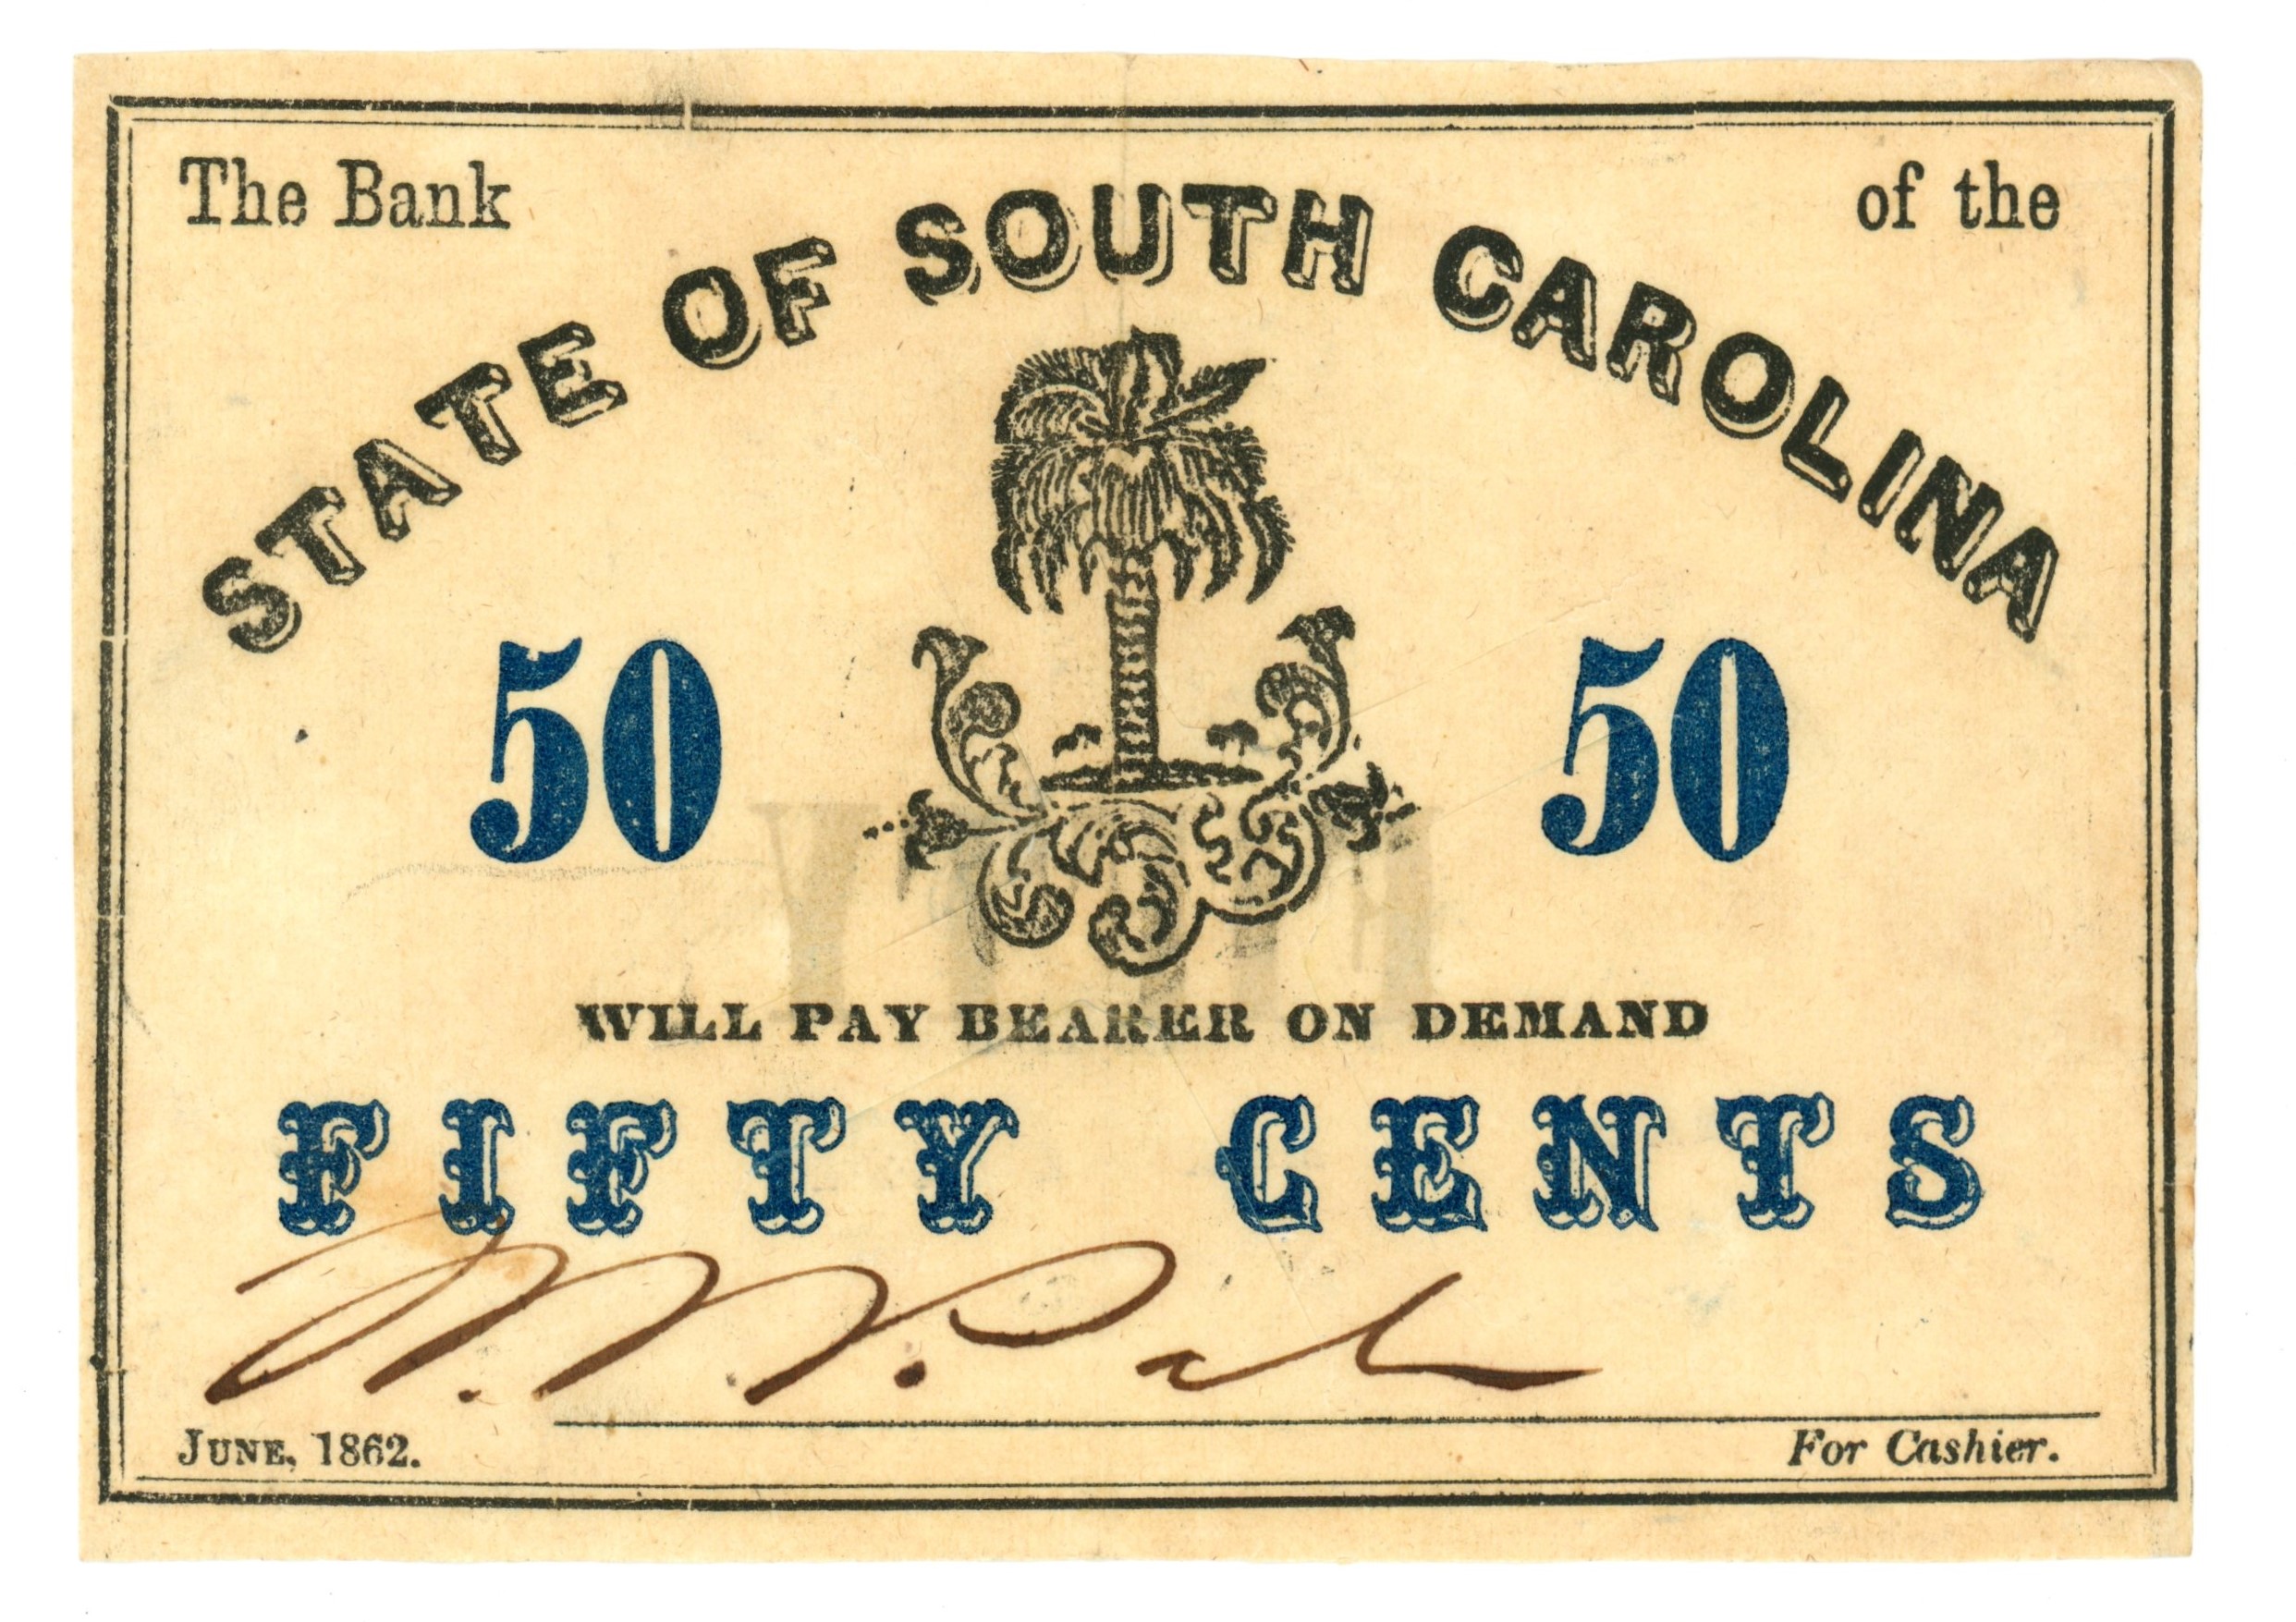 The Bank of the
STATE OF SOUTH CAROLINA
50 50
WILL PAY BEARER ON DEMAND
FIFTY CENTS
JUNE, 1862. For Cashier.